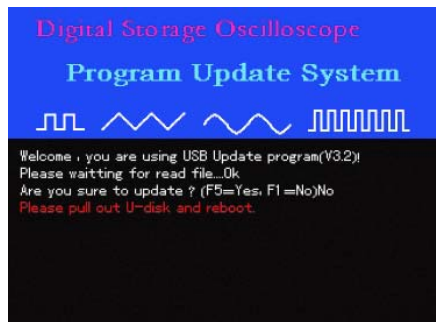 Digital Storage Oscilloscope
Program Update System
Welcome , you are using USB Update program(V3.2)!
Please waitting for read file....Ok
Are you sure to update ? (F5=Yes, F1=No)No
Please pull out U-disk and reboot.